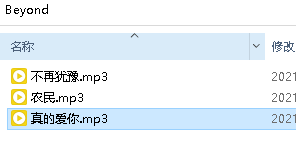 Beyond
名称 修改
不再犹豫.mp3 2021
农民.mp3 2021
真的爱你.mp3 2021